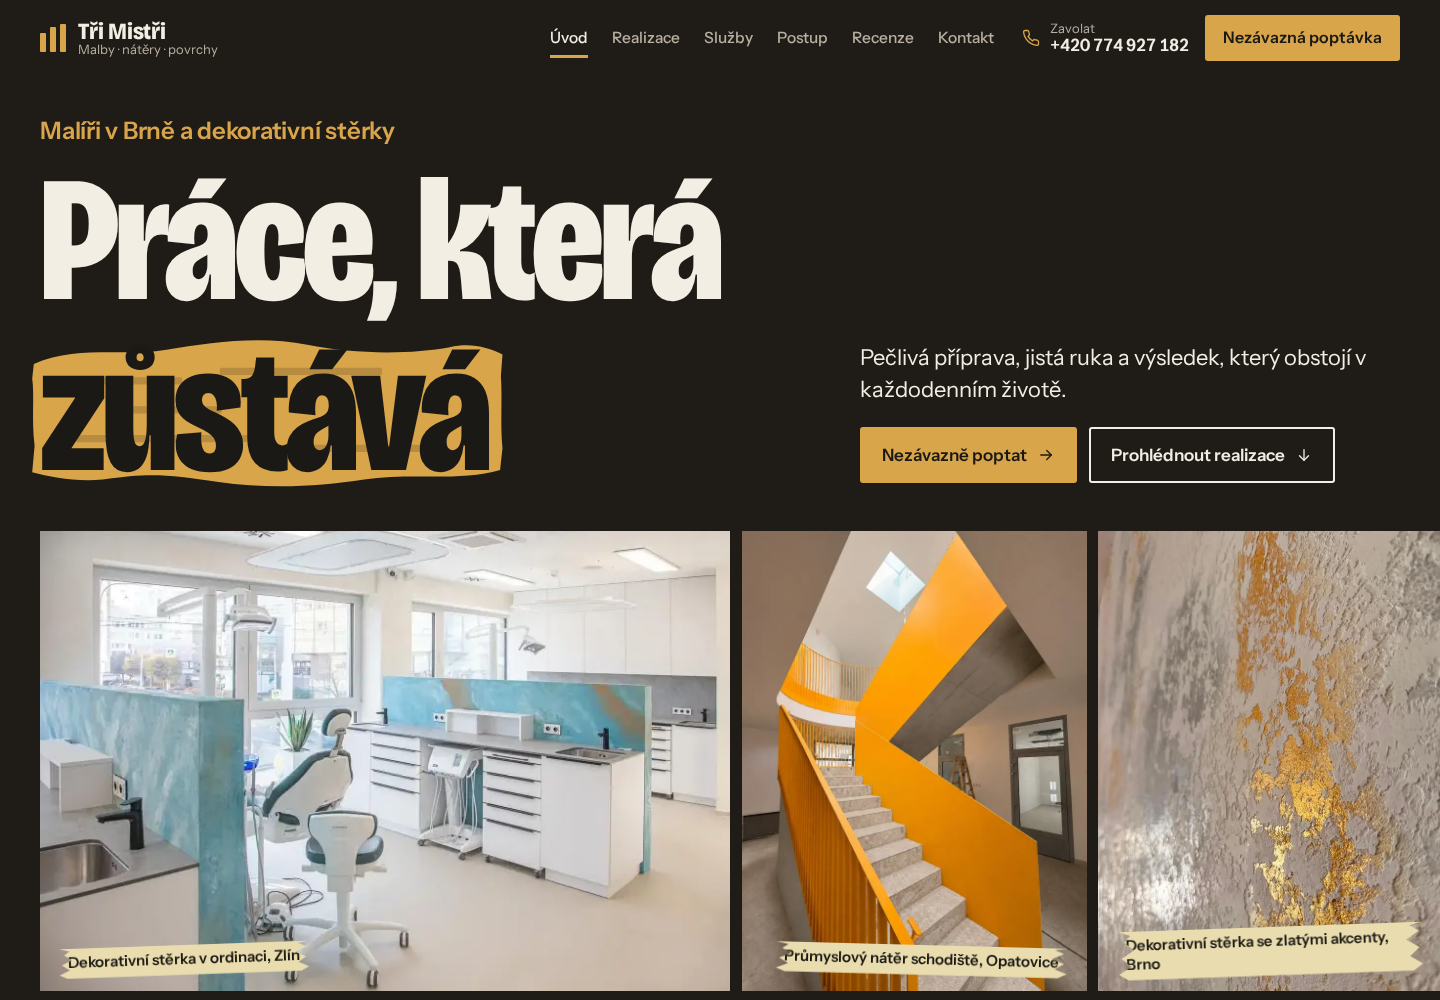 Tři Mistři
Malby · nátěry · povrchy
Úvod
Realizace
Služby
Postup
Recenze
Kontakt
Zavolat
+420 774 927 182
Nezávazná poptávka
Malíři v Brně a dekorativní stěrky
Práce, která
zůstává
Pečlivá příprava, jistá ruka a výsledek, který obstojí v
každodenním životě.
Nezávazně poptat →
Prohlédnout realizace ↓
Dekorativní stěrka v ordinaci, Zlín
Průmyslový nátěr schodiště, Opatovice
Dekorativní stěrka se zlatými akcenty,
Brno